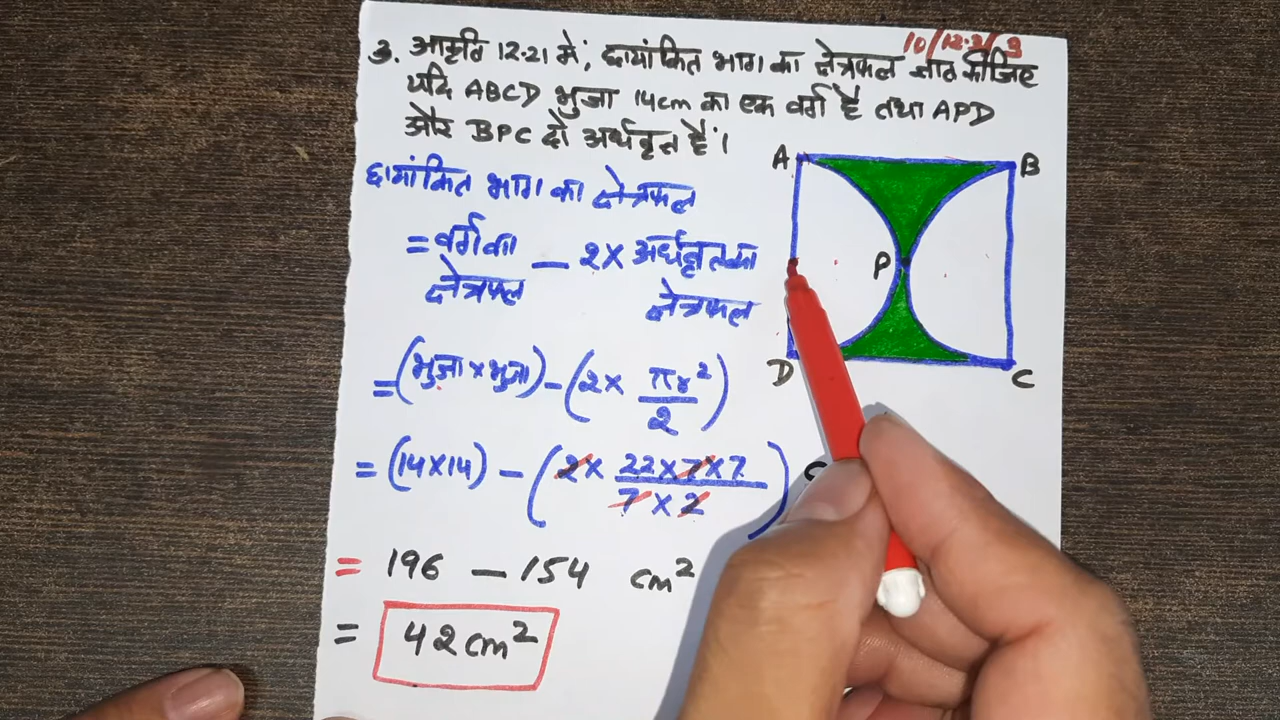 10/12.3/3
3. आकृति 12.21 में, छायांकित भाग का क्षेत्रफल ज्ञात कीजिए
यदि ABCD भुजा 14cm का एक वर्ग है तथा APD
और BPC दो अर्धवृत्त हैं।
A B
P
D C
छायांकित भाग का क्षेत्रफल
= वर्ग का क्षेत्रफल — 2 × अर्धवृत्त का क्षेत्रफल
= (भुजा × भुजा) - (2 × πr²/2)
= (14×14) - (2 × 22×7×7/7×2)
= 196 — 154 cm²
= 42 cm²